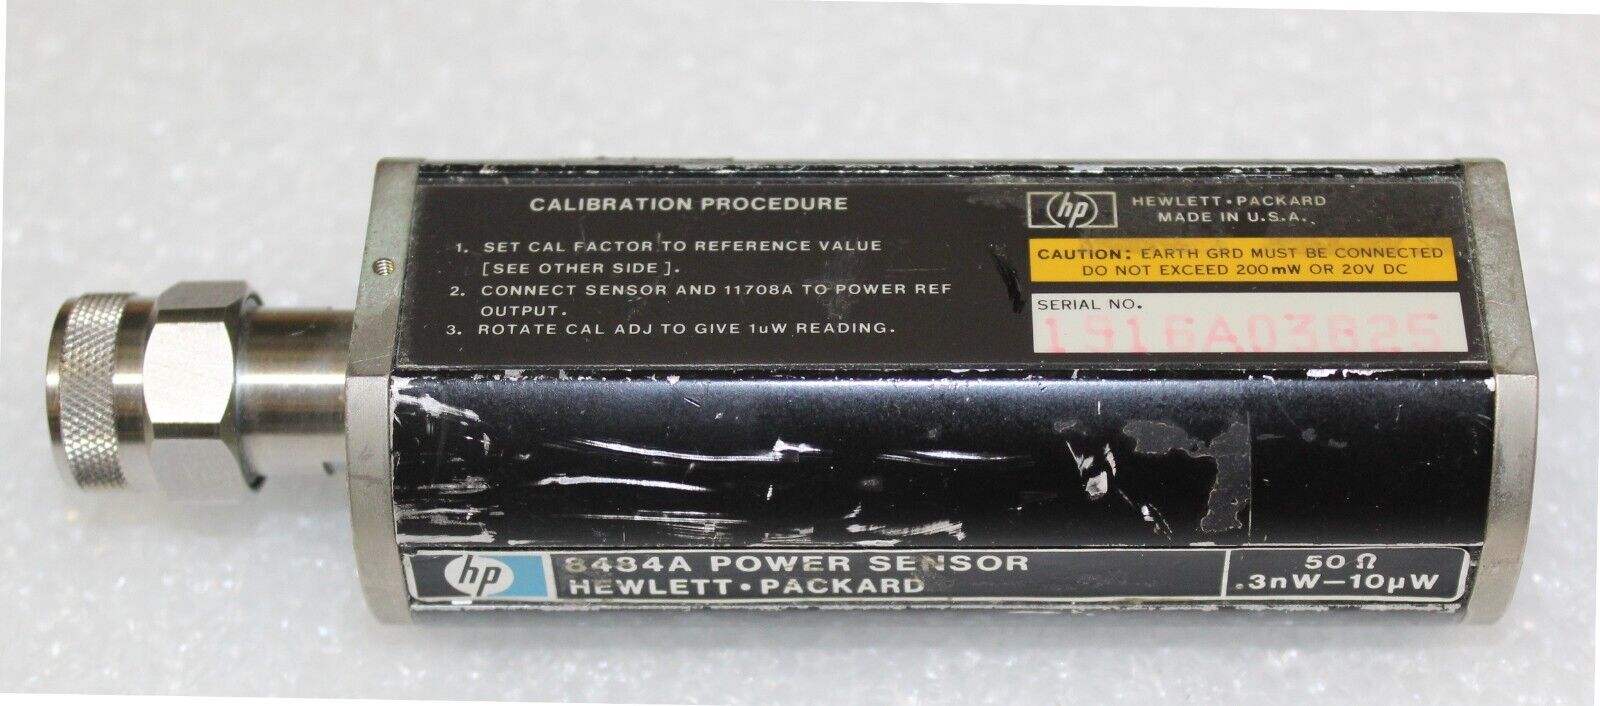 CALIBRATION PROCEDURE
1. SET CAL FACTOR TO REFERENCE VALUE
[SEE OTHER SIDE].
2. CONNECT SENSOR AND 11708A TO POWER REF
OUTPUT.
3. ROTATE CAL ADJ TO GIVE 1uW READING.
hp
HEWLETT•PACKARD
MADE IN U.S.A.
CAUTION: EARTH GRD MUST BE CONNECTED
DO NOT EXCEED 200mW OR 20V DC
SERIAL NO.
1916A03825
hp
8484A POWER SENSOR
HEWLETT•PACKARD
50 Ω
.3nW—10µW